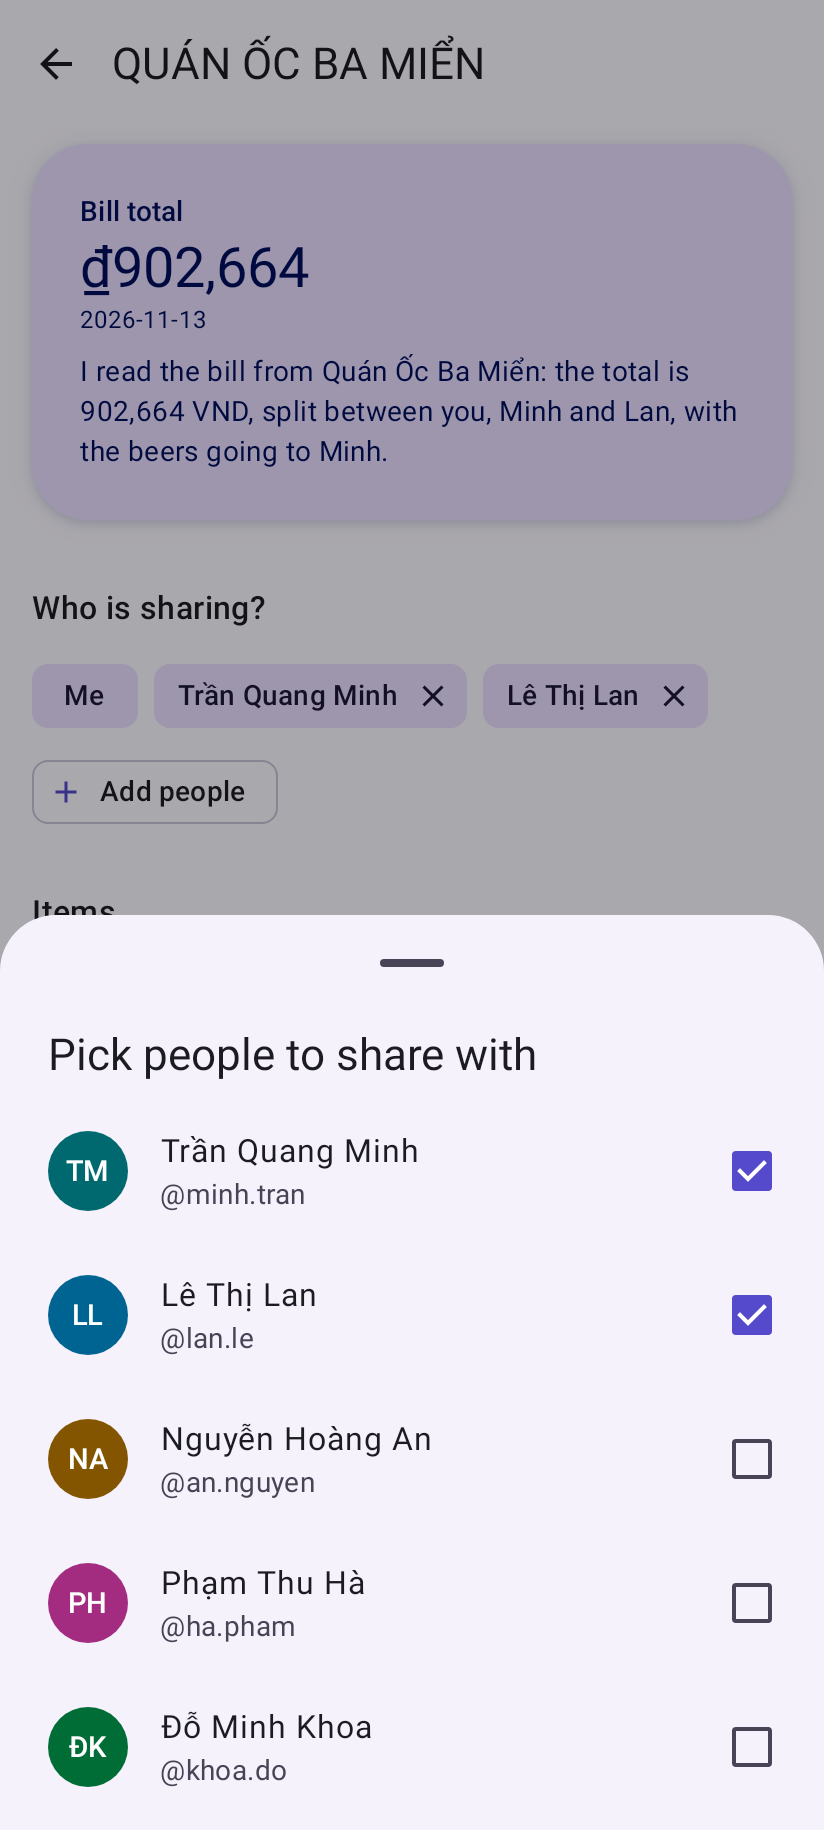 QUÁN ỐC BA MIỂN
Bill total
₫902,664
2026-11-13
I read the bill from Quán Ốc Ba Miển: the total is
902,664 VND, split between you, Minh and Lan, with
the beers going to Minh.
Who is sharing?
Me
Trần Quang Minh
Lê Thị Lan
Add people
Items
Pick people to share with
TM
Trần Quang Minh
@minh.tran
LL
Lê Thị Lan
@lan.le
NA
Nguyễn Hoàng An
@an.nguyen
PH
Phạm Thu Hà
@ha.pham
ĐK
Đỗ Minh Khoa
@khoa.do